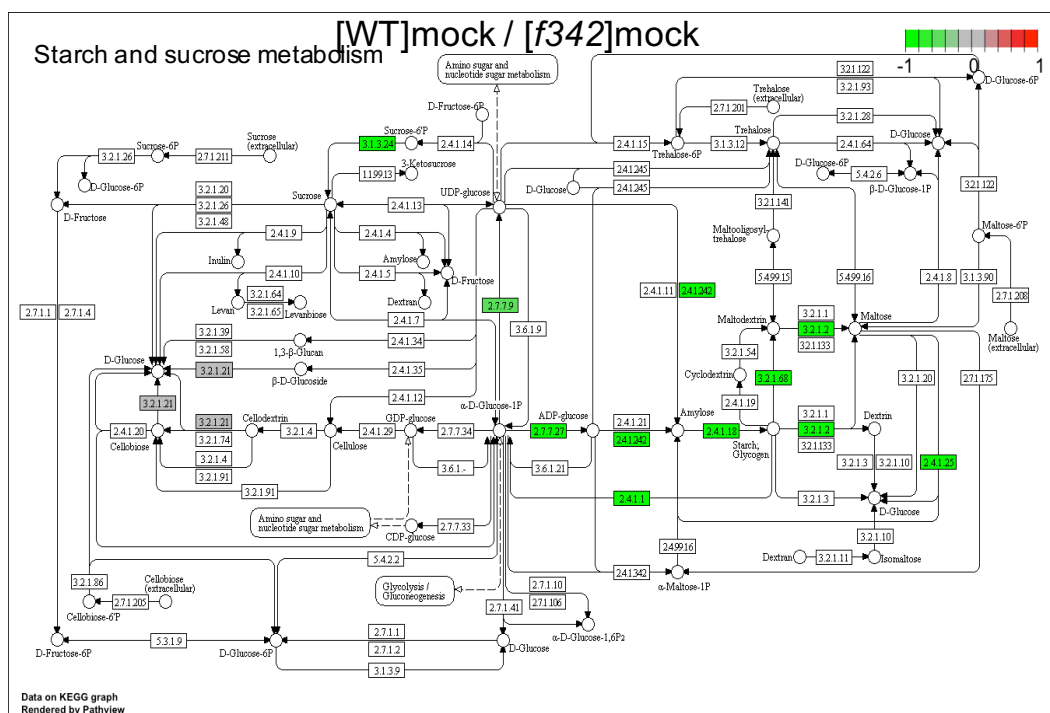 [WT]mock / [f342]mock
Starch and sucrose metabolism
-1 0 1
Amino sugar and
nucleotide sugar metabolism
3.2.1.122
D-Glucose-6P
3.2.1.93
D-Fructose-6P
2.7.1.201
Trehalose
(extracellular)
Sucrose
(extracellular)
Sucrose-6P
2.7.1.211
3.2.1.26
D-Glucose-6P
3.1.3.24
Sucrose-6'P
2.4.1.14
3-Ketosucrose
1.1.99.13
UDP-glucose
2.4.1.15
Trehalose-6P
3.1.3.12
Trehalose
3.2.1.28
2.4.1.64
D-Glucose
2.4.1.245
D-Glucose
2.4.1.245
D-Glucose-6P
5.4.2.6
β-D-Glucose-1P
3.2.1.122
D-Fructose
3.2.1.20
3.2.1.26
3.2.1.48
Sucrose
2.4.1.13
3.2.1.141
Maltooligosyl-
trehalose
Maltose-6'P
2.4.1.9
Inulin
2.4.1.4
Amylose
2.4.1.10
Levan
3.2.1.64
3.2.1.65
Levanbiose
2.4.1.5
Dextran
D-Fructose
5.4.99.15
5.4.99.16
2.4.1.8
3.1.3.90
2.7.1.208
Maltose
(extracellular)
2.7.1.1
2.7.1.4
2.4.1.7
2.7.7.9
3.6.1.9
2.4.1.11
2.4.1.242
Maltodextrin
3.2.1.1
3.2.1.2
3.2.1.133
Maltose
3.2.1.39
3.2.1.58
1,3-β-Glucan
2.4.1.34
D-Glucose
3.2.1.21
β-D-Glucoside
2.4.1.35
3.2.1.54
Cyclodextrin
3.2.1.68
3.2.1.20
2.7.1.175
3.2.1.21
2.4.1.12
α-D-Glucose-1P
2.4.1.19
2.4.1.20
Cellobiose
3.2.1.21
3.2.1.74
3.2.1.4
3.2.1.91
Cellodextrin
3.2.1.4
Cellulose
2.4.1.29
GDP-glucose
2.7.7.34
2.7.7.27
ADP-glucose
2.4.1.21
2.4.1.242
Amylose
2.4.1.18
Starch;
Glycogen
3.2.1.1
3.2.1.2
3.2.1.133
Dextrin
3.6.1.-
3.6.1.21
3.2.1.3
3.2.1.10
2.4.1.25
3.2.1.91
2.4.1.1
3.2.1.3
D-Glucose
Amino sugar and
nucleotide sugar metabolism
2.7.7.33
CDP-glucose
3.2.1.10
2.4.99.16
Dextran
3.2.1.11
Isomaltose
5.4.2.2
2.4.1.342
α-Maltose-1P
3.2.1.86
Cellobiose
(extracellular)
2.7.1.205
Cellobiose-6'P
Glycolysis /
Gluconeogenesis
2.7.1.41
2.7.1.10
2.7.1.106
α-D-Glucose-1,6P2
D-Fructose-6P
5.3.1.9
D-Glucose-6P
2.7.1.1
2.7.1.2
3.1.3.9
D-Glucose
Data on KEGG graph
Rendered by Pathview